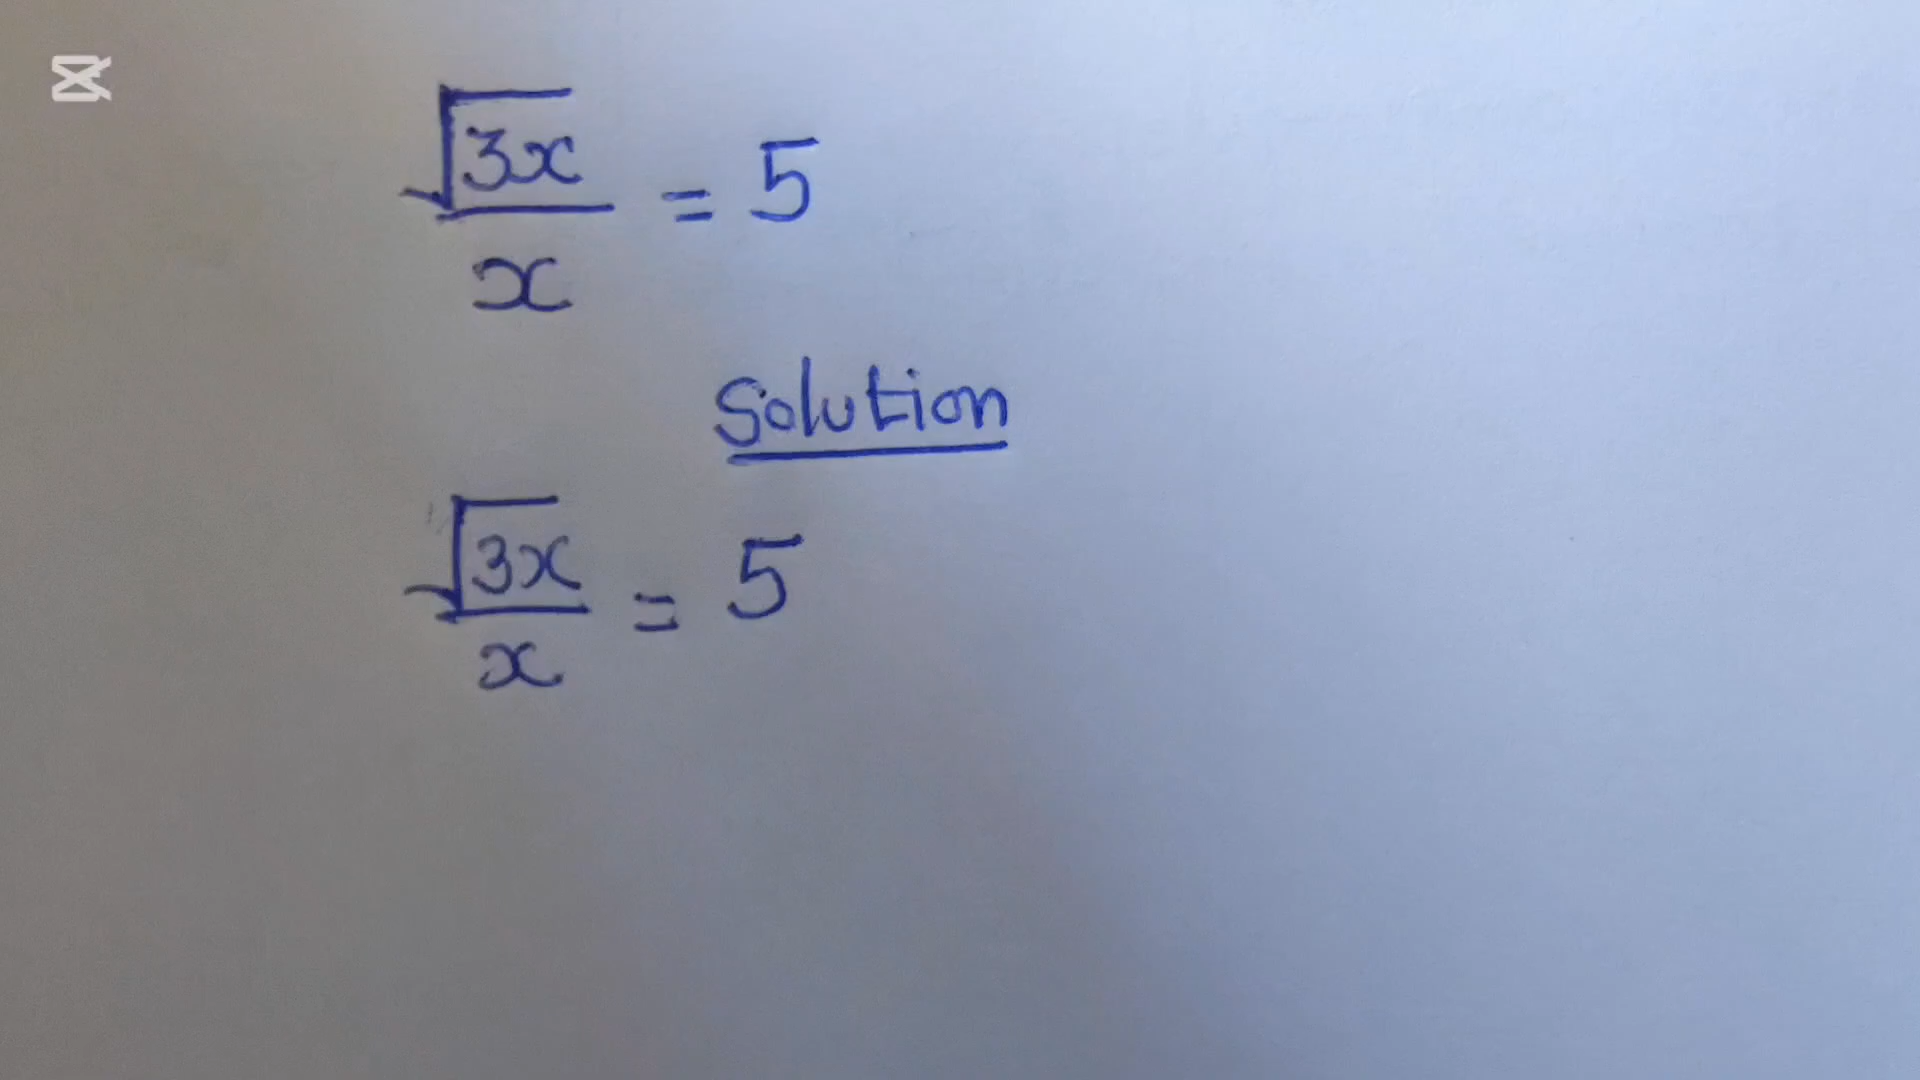 √3x/x = 5
Solution
√3x/x = 5